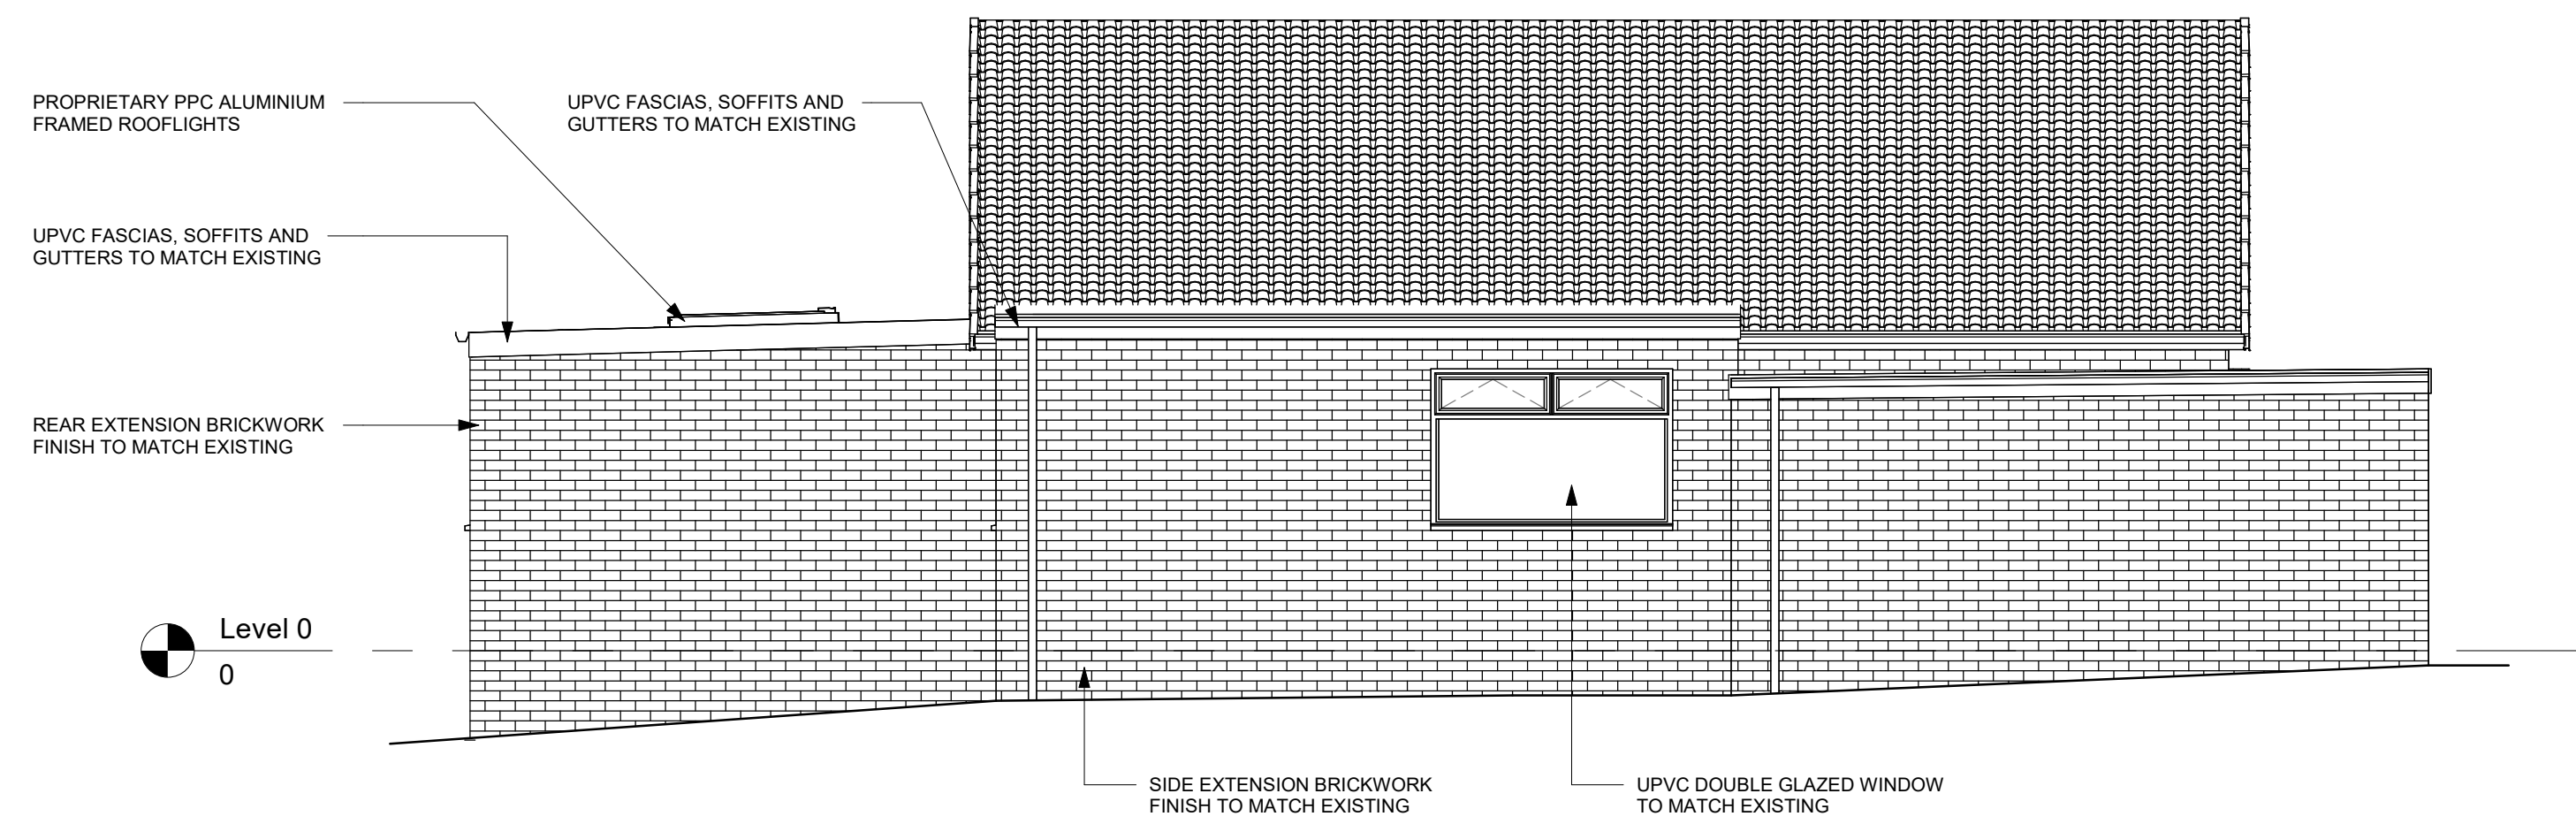 PROPRIETARY PPC ALUMINIUM
FRAMED ROOFLIGHTS
UPVC FASCIAS, SOFFITS AND
GUTTERS TO MATCH EXISTING
UPVC FASCIAS, SOFFITS AND
GUTTERS TO MATCH EXISTING
REAR EXTENSION BRICKWORK
FINISH TO MATCH EXISTING
Level 0
0
SIDE EXTENSION BRICKWORK
FINISH TO MATCH EXISTING
UPVC DOUBLE GLAZED WINDOW
TO MATCH EXISTING